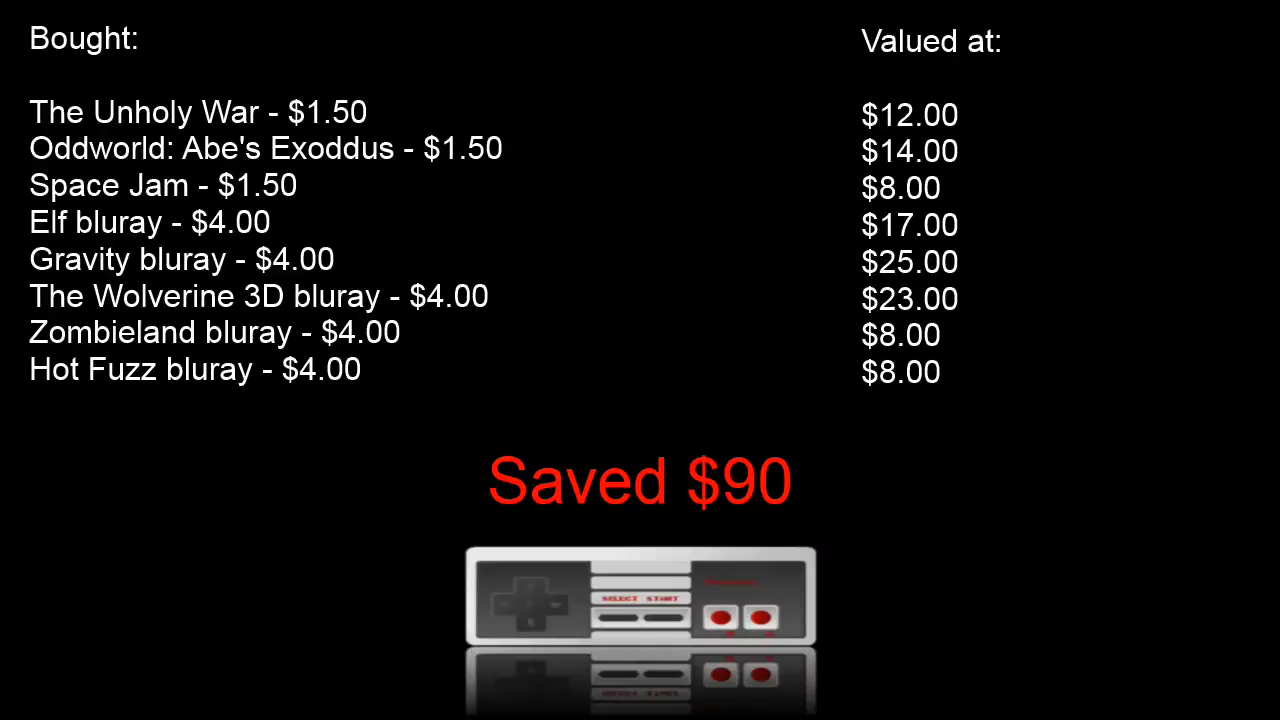 Bought:
Valued at:
The Unholy War - $1.50
$12.00
Oddworld: Abe's Exoddus - $1.50
$14.00
Space Jam - $1.50
$8.00
Elf bluray - $4.00
$17.00
Gravity bluray - $4.00
$25.00
The Wolverine 3D bluray - $4.00
$23.00
Zombieland bluray - $4.00
$8.00
Hot Fuzz bluray - $4.00
$8.00
Saved $90
SELECT START